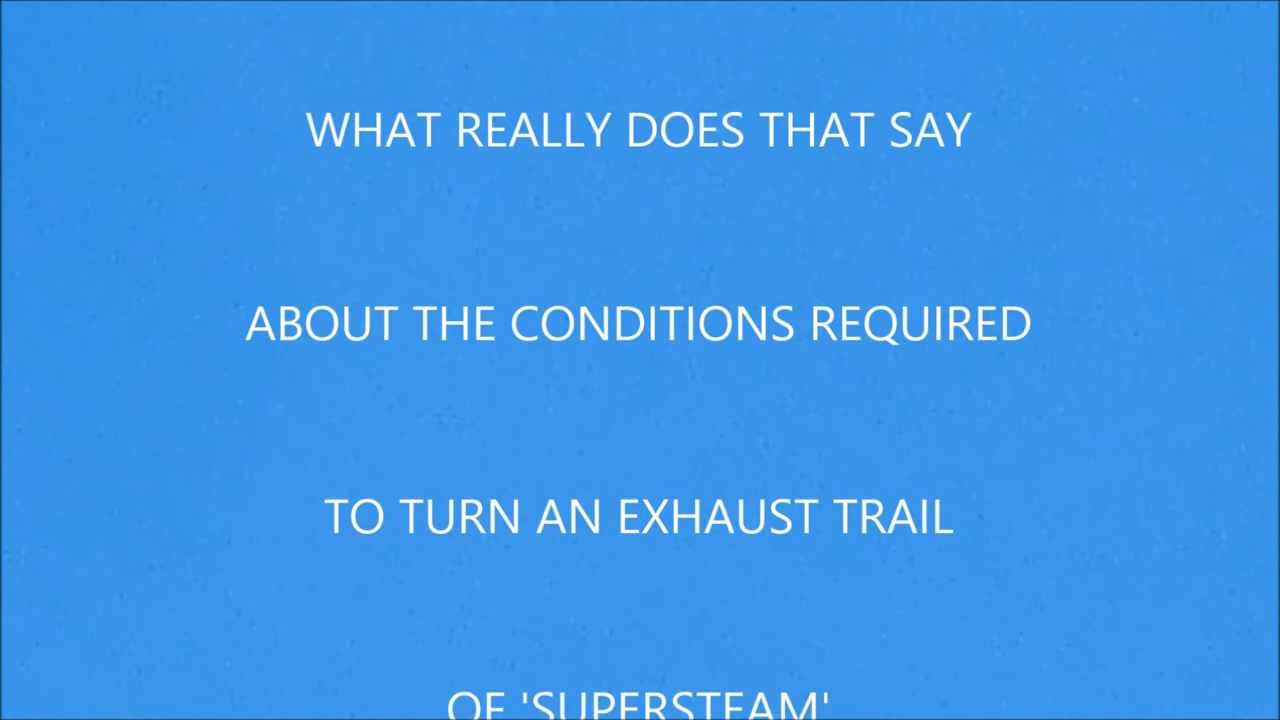 WHAT REALLY DOES THAT SAY
ABOUT THE CONDITIONS REQUIRED
TO TURN AN EXHAUST TRAIL
OF 'SUPERSTEAM'